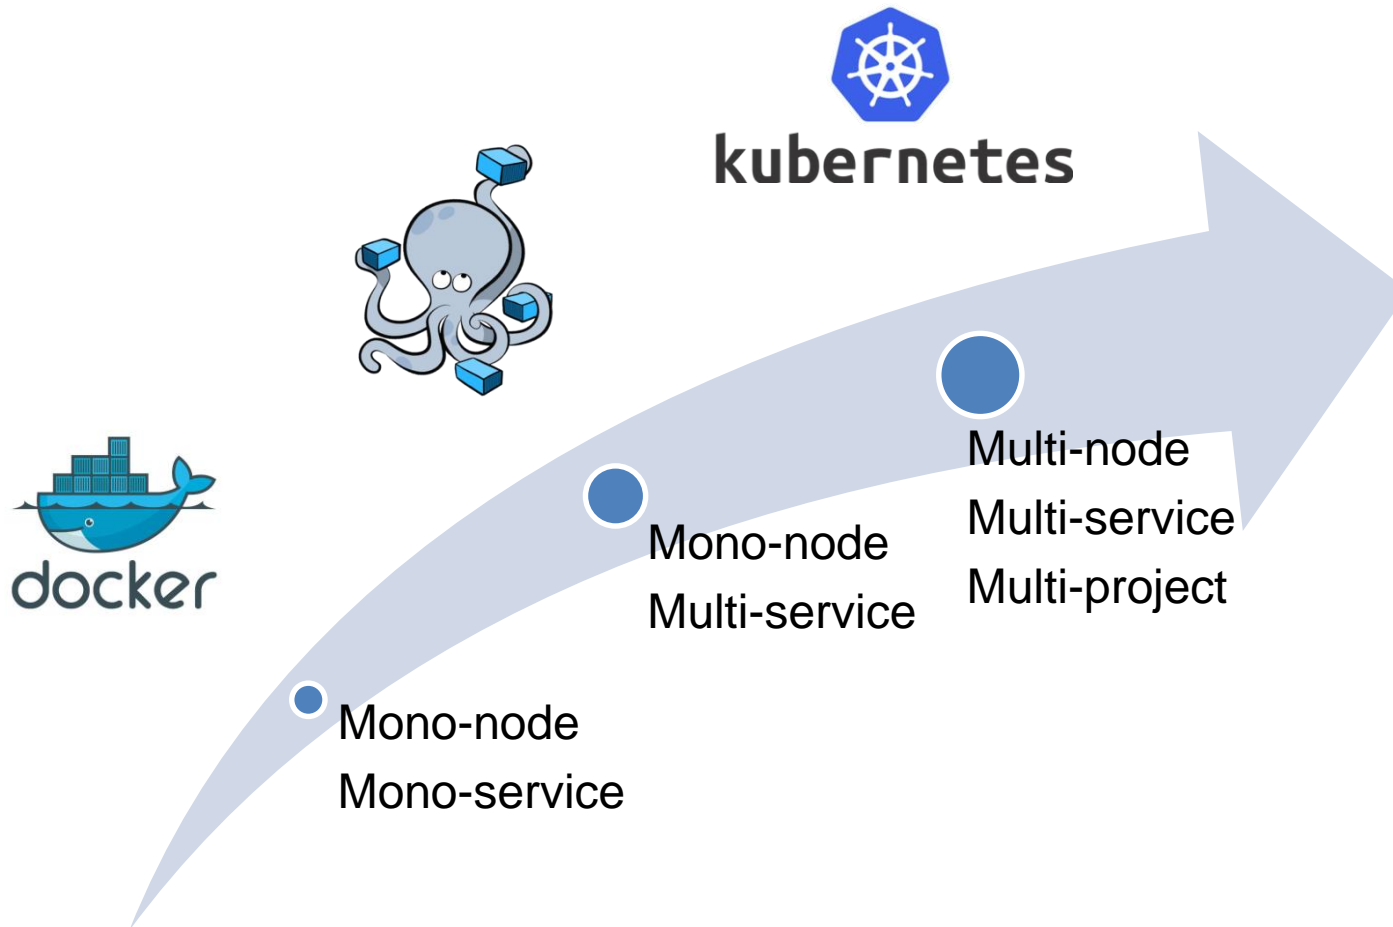 kubernetes
docker
Multi-node
Multi-service
Multi-project
Mono-node
Multi-service
Mono-node
Mono-service